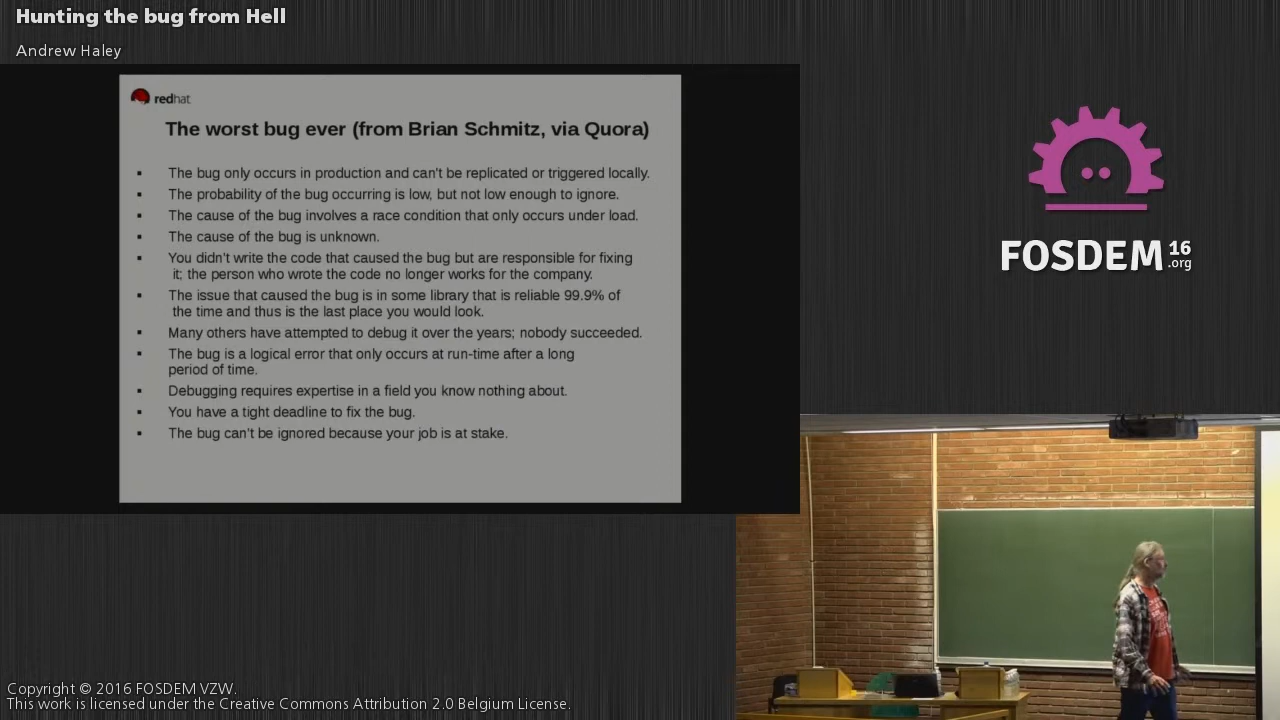 Hunting the bug from Hell
Andrew Haley
redhat
The worst bug ever (from Brian Schmitz, via Quora)
▪ The bug only occurs in production and can't be replicated or triggered locally.
▪ The probability of the bug occurring is low, but not low enough to ignore.
▪ The cause of the bug involves a race condition that only occurs under load.
▪ The cause of the bug is unknown.
▪ You didn't write the code that caused the bug but are responsible for fixing
it; the person who wrote the code no longer works for the company.
▪ The issue that caused the bug is in some library that is reliable 99.9% of
the time and thus is the last place you would look.
▪ Many others have attempted to debug it over the years; nobody succeeded.
▪ The bug is a logical error that only occurs at run-time after a long
period of time.
▪ Debugging requires expertise in a field you know nothing about.
▪ You have a tight deadline to fix the bug.
▪ The bug can't be ignored because your job is at stake.
FOSDEM 16
.org
Copyright © 2016 FOSDEM VZW.
This work is licensed under the Creative Commons Attribution 2.0 Belgium License.